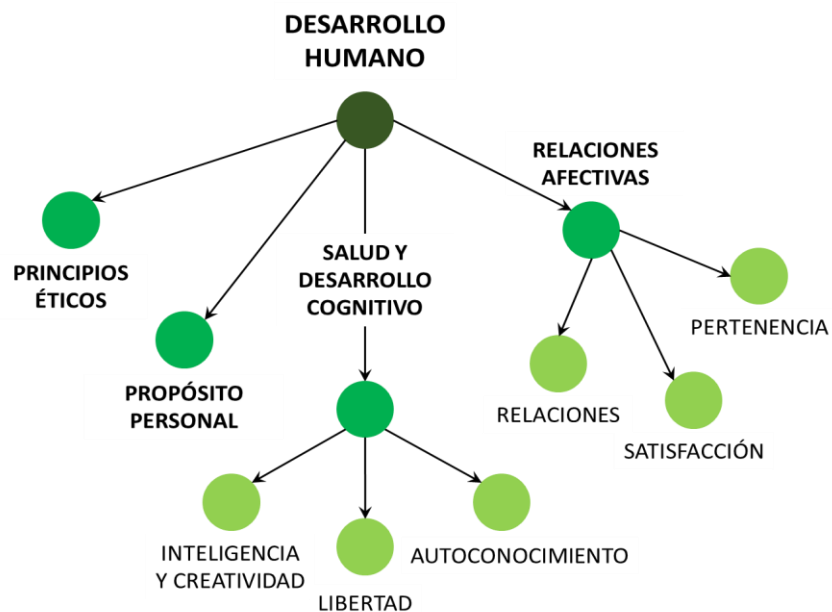 DESARROLLO
HUMANO
RELACIONES
AFECTIVAS
PRINCIPIOS
ÉTICOS
SALUD Y
DESARROLLO
COGNITIVO
PERTENENCIA
PROPÓSITO
PERSONAL
RELACIONES
SATISFACCIÓN
INTELIGENCIA
Y CREATIVIDAD
LIBERTAD
AUTOCONOCIMIENTO